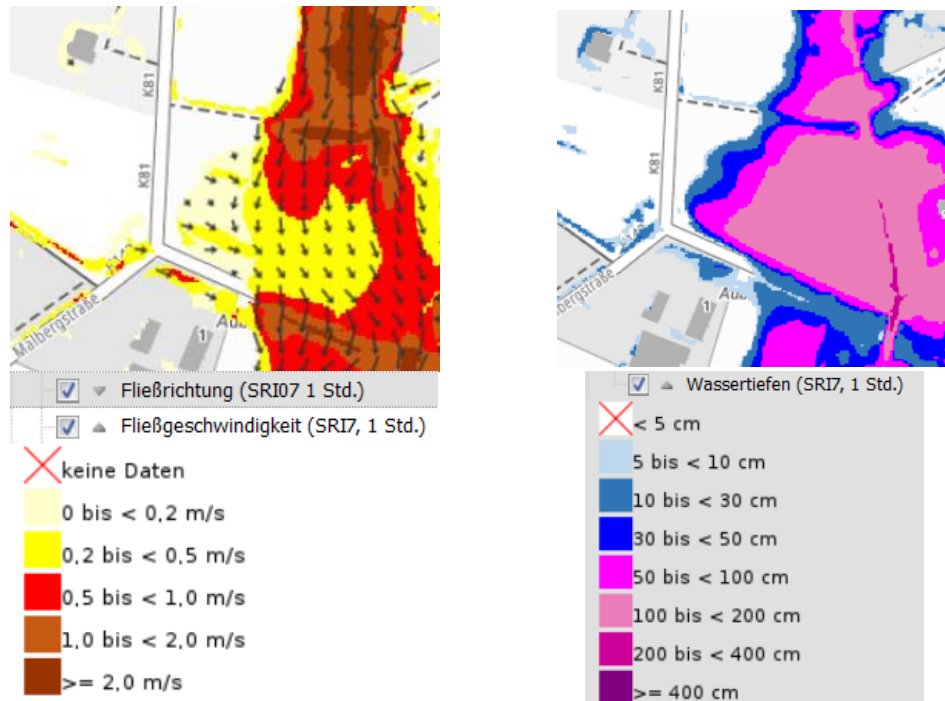 K81
K81
Malbergstraße
1
Fließrichtung (SRI07 1 Std.)
Fließgeschwindigkeit (SRI7, 1 Std.)
keine Daten
0 bis < 0,2 m/s
0,2 bis < 0,5 m/s
0,5 bis < 1,0 m/s
1,0 bis < 2,0 m/s
>= 2,0 m/s
K81
K81
1
Wassertiefen (SRI7, 1 Std.)
< 5 cm
5 bis < 10 cm
10 bis < 30 cm
30 bis < 50 cm
50 bis < 100 cm
100 bis < 200 cm
200 bis < 400 cm
>= 400 cm